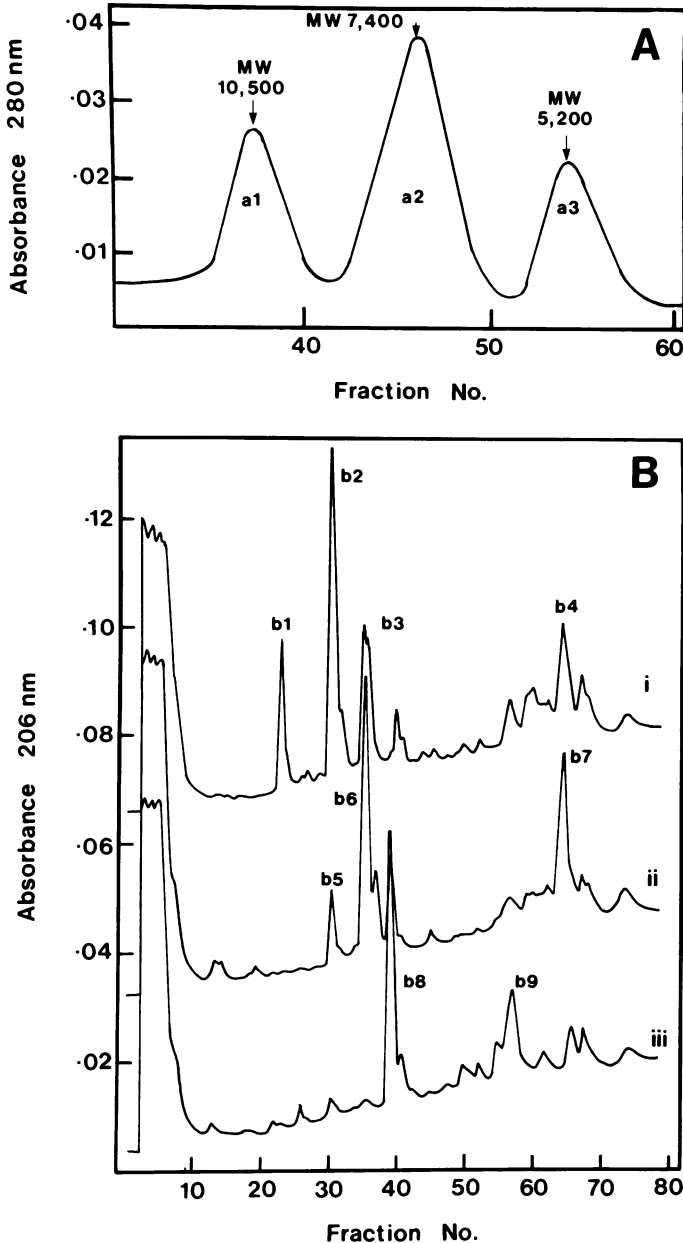 A
MW 7,400
MW
10,500
MW
5,200
a1
a2
a3
·04
·03
·02
·01
Absorbance 280nm
40
50
60
Fraction No.
B
b2
b1
b3
b4
i
b7
b6
b5
ii
b8
b9
iii
·12
·10
·08
·06
·04
·02
Absorbance 206 nm
10
20
30
40
50
60
70
80
Fraction No.